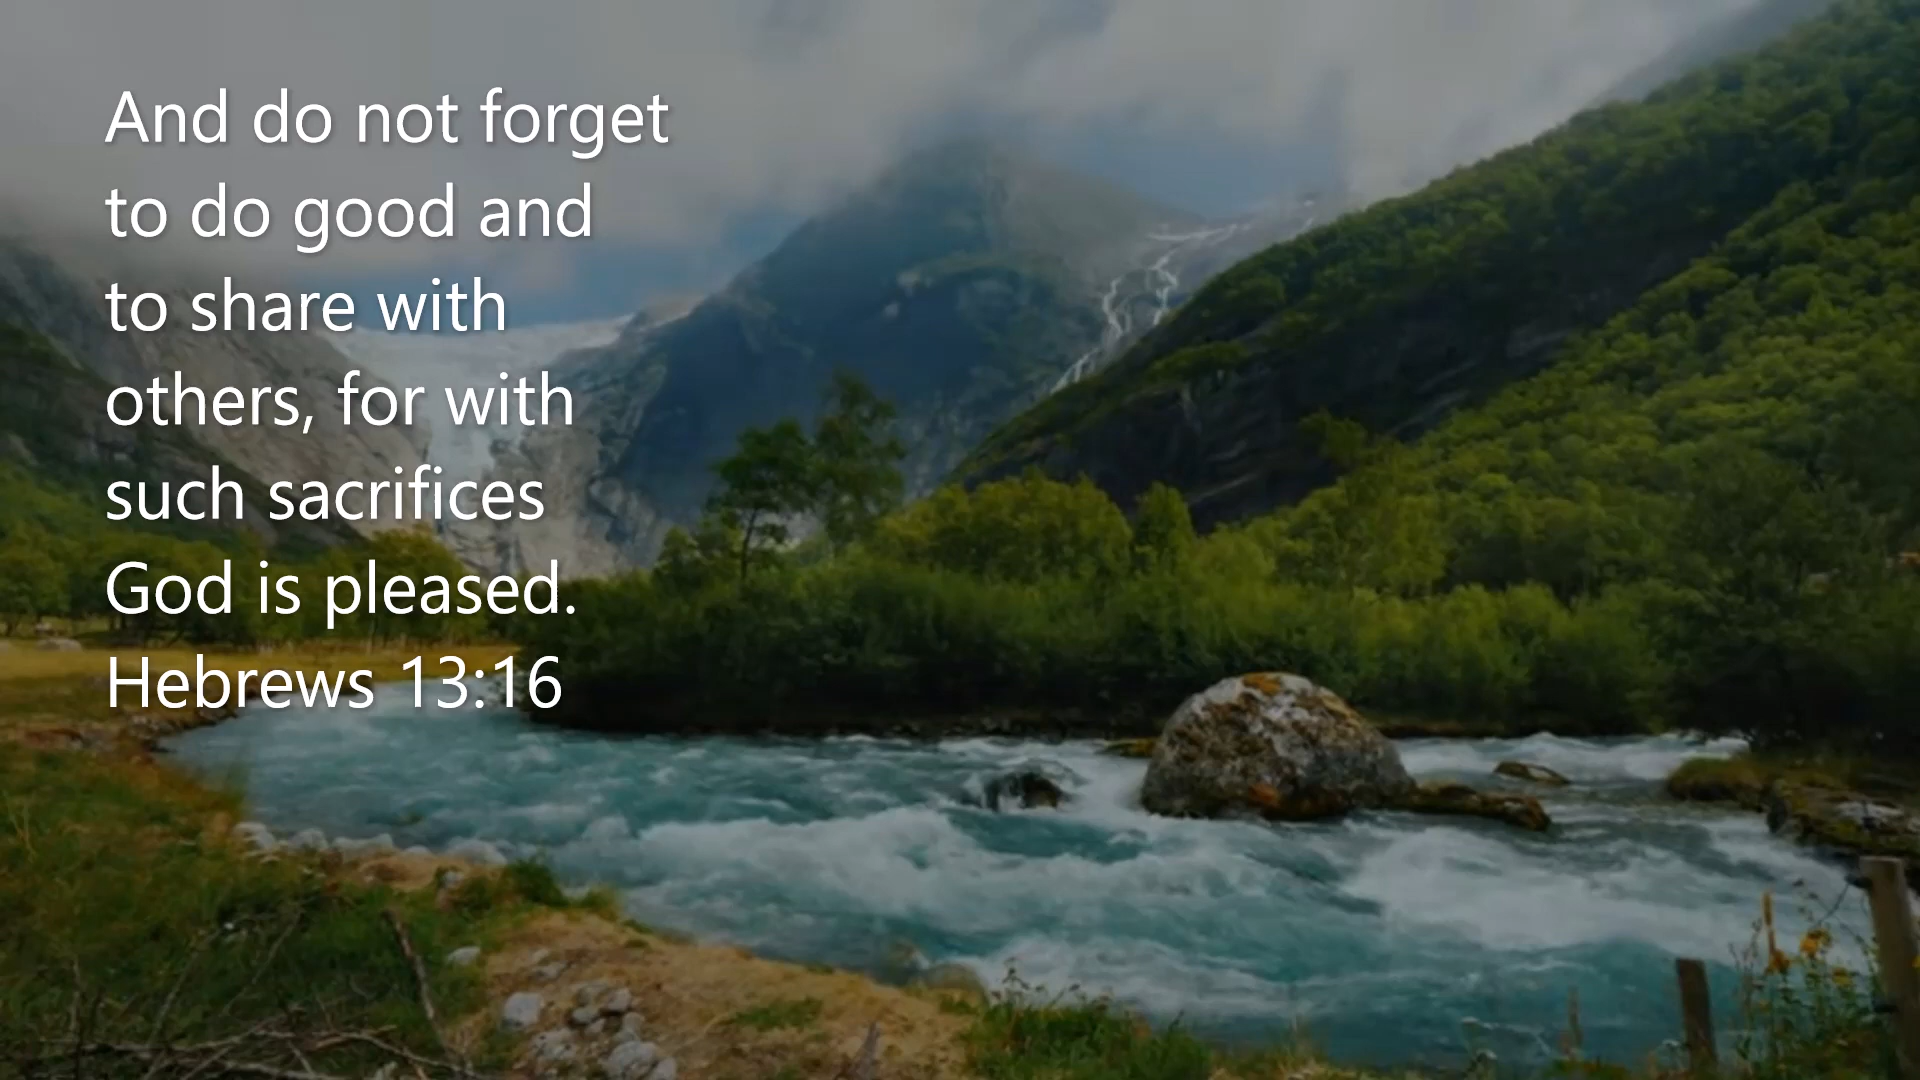 And do not forget
to do good and
to share with
others, for with
such sacrifices
God is pleased.
Hebrews 13:16